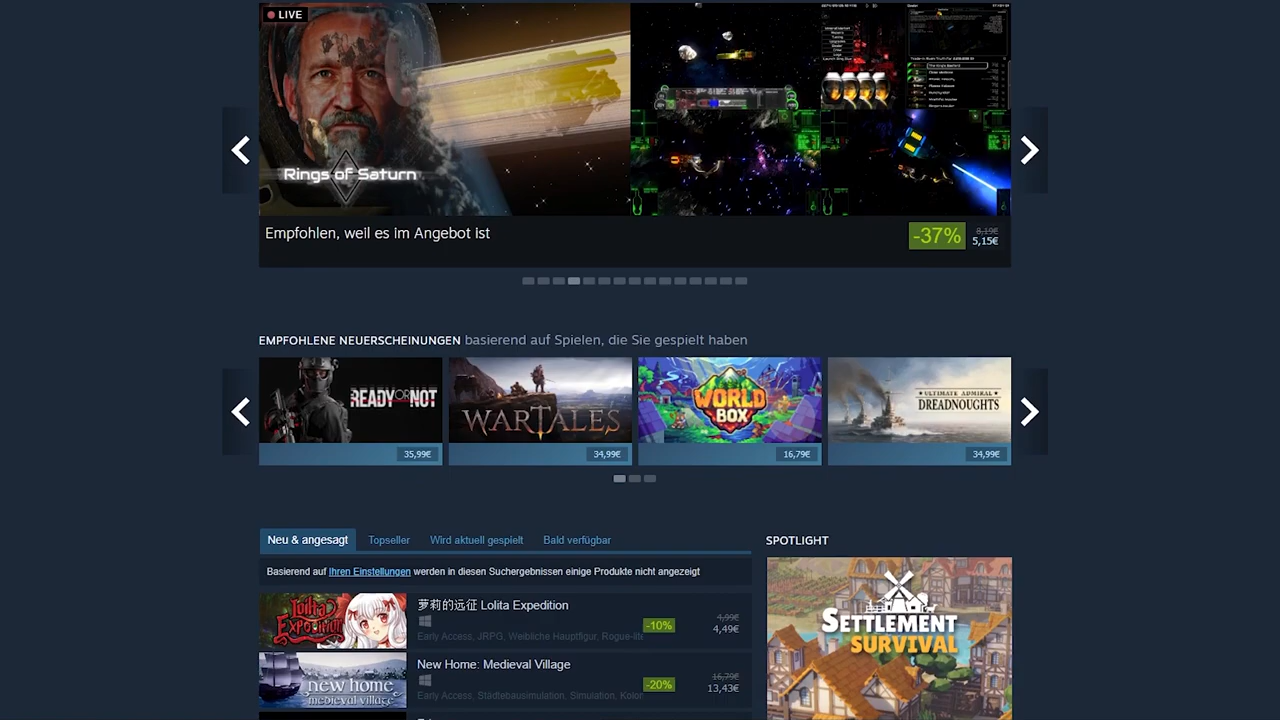 LIVE
Rings of Saturn
Empfohlen, weil es im Angebot ist
-37%
8,19€
5,15€
EMPFOHLENE NEUERSCHEINUNGEN basierend auf Spielen, die Sie gespielt haben
READY OR NOT
WARTALES
WORLD BOX
ULTIMATE ADMIRAL
DREADNOUGHTS
35,99€
34,99€
16,79€
34,99€
Neu & angesagt
Topseller
Wird aktuell gespielt
Bald verfügbar
SPOTLIGHT
Basierend auf Ihren Einstellungen werden in diesen Suchergebnissen einige Produkte nicht angezeigt
Lolita Expedition
萝莉的远征 Lolita Expedition
Early Access, JRPG, Weibliche Hauptfigur, Rogue-lite
-10%
4,99€
4,49€
new home
medieval village
New Home: Medieval Village
Early Access, Städtebausimulation, Simulation, Kolon
-20%
16,79€
13,43€
SETTLEMENT
SURVIVAL